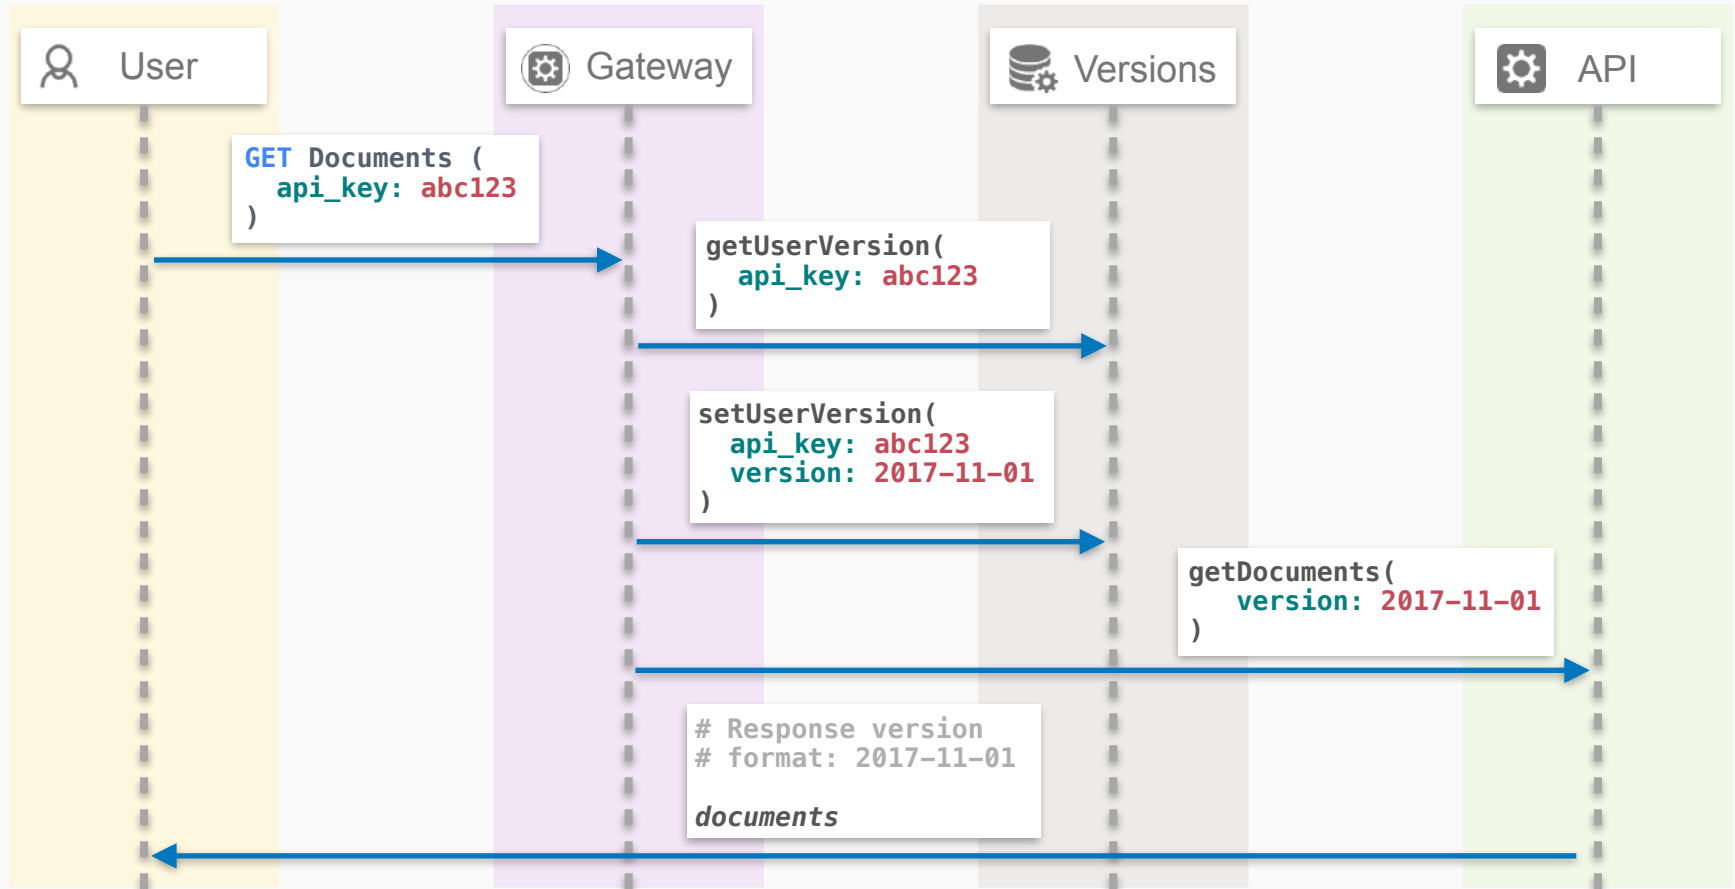 User
Gateway
Versions
API
GET Documents (
  api_key: abc123
)
getUserVersion(
  api_key: abc123
)
setUserVersion(
  api_key: abc123
  version: 2017-11-01
)
getDocuments(
   version: 2017-11-01
)
# Response version
# format: 2017-11-01
documents